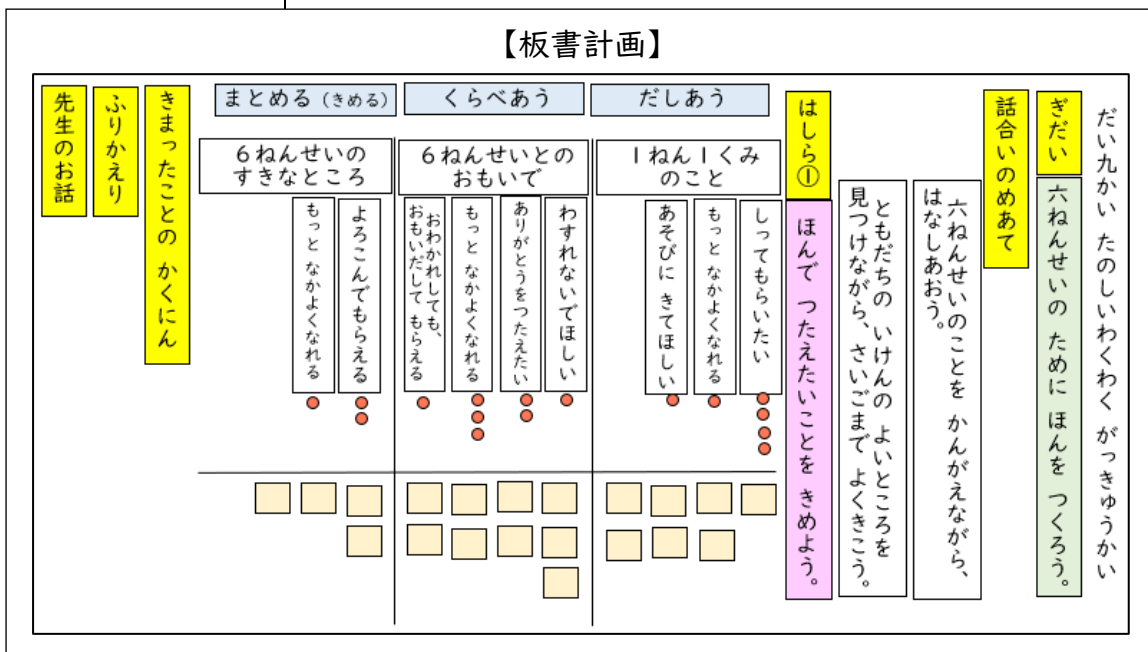 【板書計画】
だい九かい たのしいわくわく がっきゅうかい
ぎだい
六ねんせいの ために ほんを つくろう。
話合いのめあて
六ねんせいのことを かんがえながら、
はなしあおう。
ともだちの いけんの よいところを
見つけながら、さいごまで よくきこう。
はしら①
ほんで つたえたいことを きめよう。
だしあう
1ねん1くみ
のこと
しってもらいたい
もっと なかよくなれる
あそびに きてほしい
くらべあう
6ねんせいとの
おもいで
わすれないでほしい
ありがとうをつたえたい
もっと なかよくなれる
おわかれしても、
おもいだして もらえる
まとめる（きめる）
6ねんせいの
すきなところ
よろこんでもらえる
もっと なかよくなれる
きまったことの かくにん
ふりかえり
先生のお話